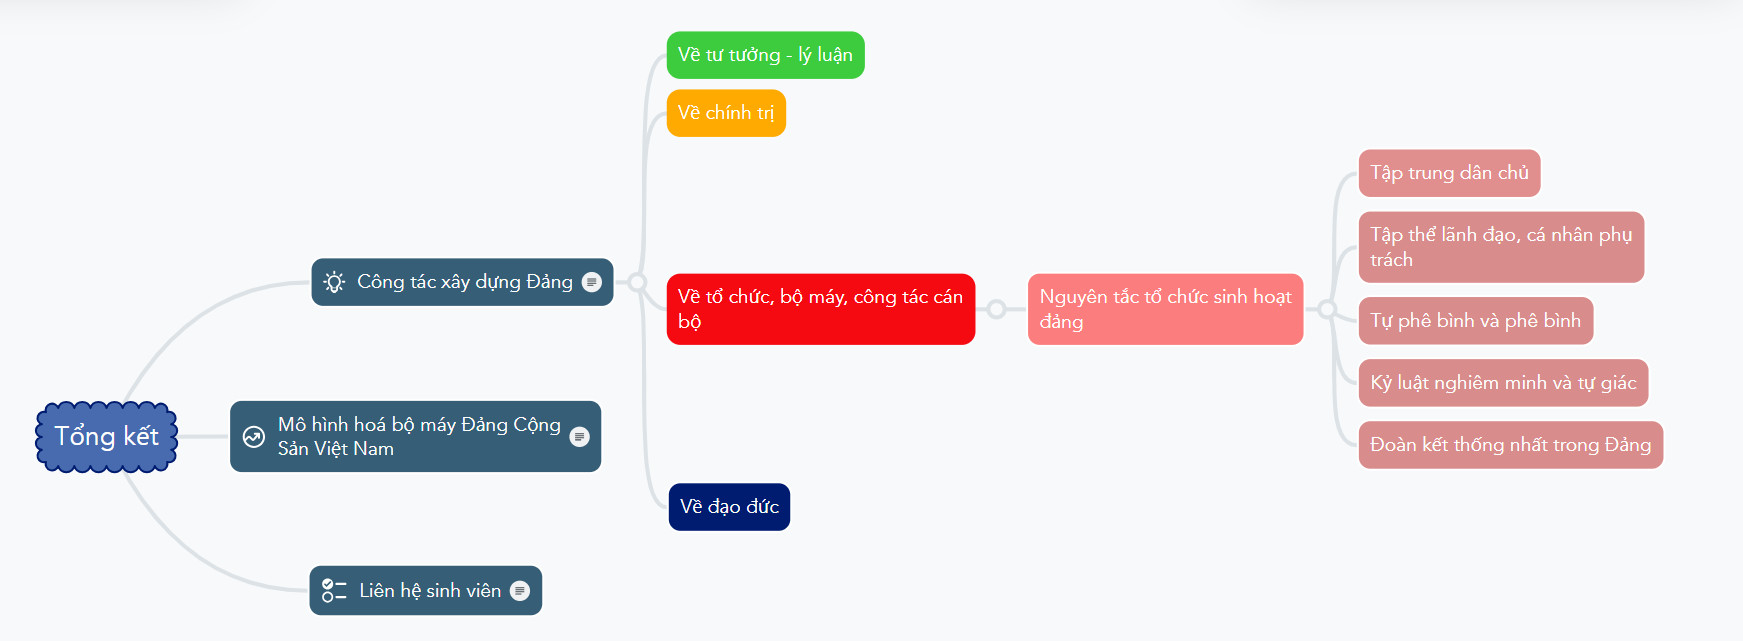 Tổng kết
Công tác xây dựng Đảng
Về tư tưởng - lý luận
Về chính trị
Về tổ chức, bộ máy, công tác cán
bộ
Nguyên tắc tổ chức sinh hoạt
đảng
Tập trung dân chủ
Tập thể lãnh đạo, cá nhân phụ
trách
Tự phê bình và phê bình
Kỷ luật nghiêm minh và tự giác
Đoàn kết thống nhất trong Đảng
Về đạo đức
Mô hình hoá bộ máy Đảng Cộng
Sản Việt Nam
Liên hệ sinh viên